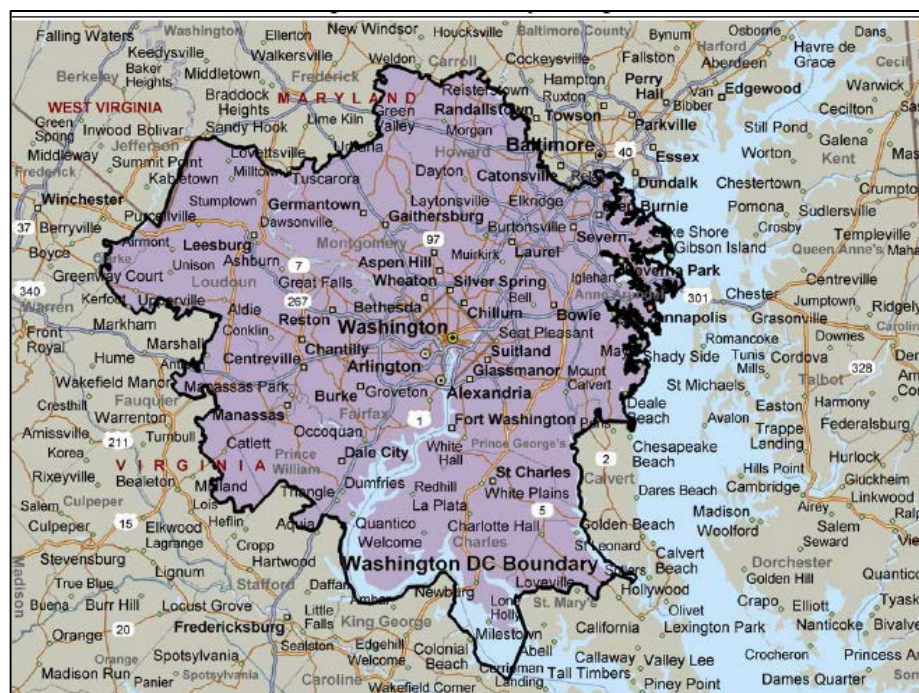 Falling Waters Washington Ellerton New Windsor Houcksville Baltimore County Bynum Osborne Dans
Keedysville Walkersville Weldon Carroll Cockeysville Fallston Harford Havre de Grace
Berkeley Baker Heights Middletown Frederick Reisterstown Hampton Perry Hall Aberdeen Cecil
WEST VIRGINIA Braddock Heights MARYLAND Green Valley Randallstown Ruxton Van Bibber Edgewood Warwick
Green Spring Inwood Bolivar Sandy Hook Lime Kiln Morgan Towson Parkville Cecilton
Middleway Jefferson Lovettsville Urbana Howard Baltimore 40 Still Pond Galena
Frederick Summit Point Milltown Tuscarora Dayton Catonsville Essex Worton Kent
Kabletown Stumptown Germantown Laytonsville Elkridge Dundalk Chestertown Crumpton
Winchester Purcellville Dawsonville Gaithersburg Burtonsville Glen Burnie Pomona Sudlersville
37 Berryville Airmont Leesburg Montgomery 97 Muirkirk Laurel Severn Gibson Island Crosby Templeville
Boyce Unison Ashburn 7 Aspen Hill Queen Anne's
340 Greenway Court Loudoun Great Falls Wheaton Silver Spring Centreville
Warren Upperville 267 Bethesda Bell Anne Arundel 301 Chester Jumptown
Front Royal Markham Aldie Reston Chillum Bowie Annapolis Grasonville
Marshall Conklin Washington Seat Pleasant Romancoke Downes
Hume Centreville Chantilly Suitland Shady Side Tunis Mills Cordova 328
Wakefield Manor Manassas Park Arlington Glassmanor Mount Calvert St Michaels Talbot
Cresthill Fauquier Burke Groveton Alexandria Deale Beach Easton Harmony
Warrenton Manassas Fairfax 1 Fort Washington Avalon Trappe Landing Federalsburg
Amissville 211 Turnbull Catlett Occoquan White Hall Prince George's Chesapeake Beach
Korea VIRGINIA Prince William Dale City 2 Hills Point Hurlock
Rixeyville Bealeton Midland Dumfries St Charles Calvert Cambridge Gluckheim
Culpeper Triangle Redhill White Plains Dares Beach Linkwood
Salem Lois La Plata 5 Madison Airey
Culpeper 15 Elkwood Heflin Aquia Quantico Charlotte Hall Golden Beach Woolford Salem
Stevensburg Lagrange Welcome Charles St Leonard Calvert Beach Seward
Cropp Hartwood Washington DC Boundary Dorchester
Madison True Blue Lignum Stafford Loveville Hollywood Golden Hill Quantico
Buena Burr Hill Locust Grove Little Falls Newburg St. Mary's Olivet Crapo Elliott
20 Fredericksburg King George California Lexington Park Nanticoke
Orange Sealston Edgehill Milestown
Orange Spotsylvania Welcome Colonial Beach Abell Callaway Valley Lee Crocheron
Madison Run Panier Spotsylvania Caroline Wakefield Corner Landing Tall Timbers Piney Point Dames Quarter